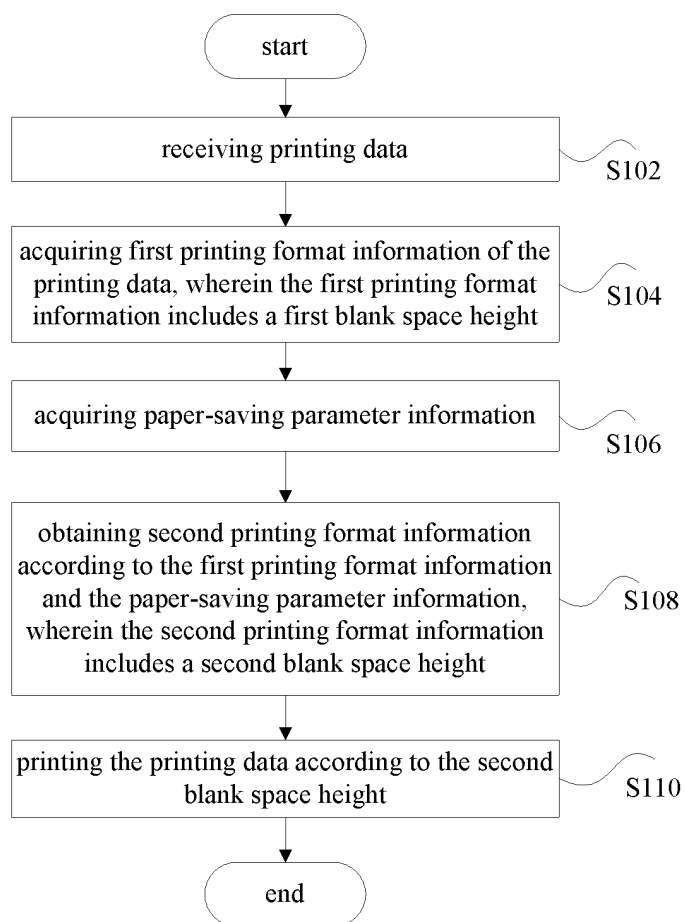 start
receiving printing data
S102
acquiring first printing format information of the
printing data, wherein the first printing format
information includes a first blank space height
S104
acquiring paper-saving parameter information
S106
obtaining second printing format information
according to the first printing format information
and the paper-saving parameter information,
wherein the second printing format information
includes a second blank space height
S108
printing the printing data according to the second
blank space height
S110
end